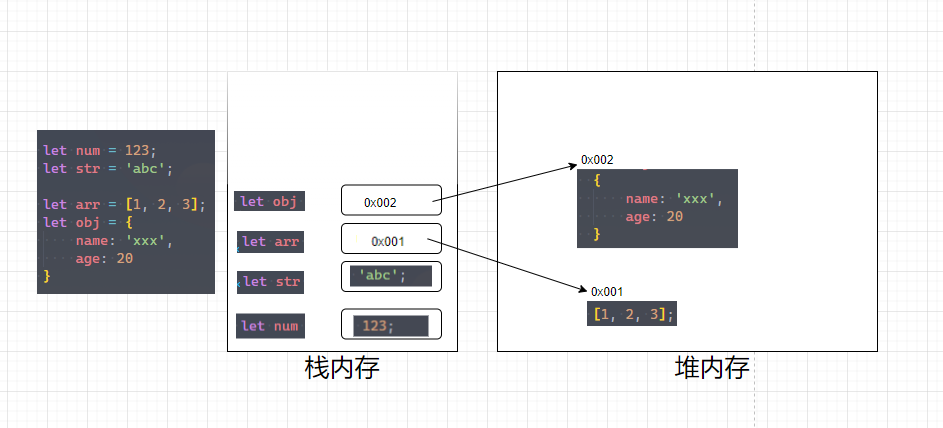 let num = 123;
let str = 'abc';
let arr = [1, 2, 3];
let obj = {
name: 'xxx',
age: 20
}
let obj
0x002
let arr
0x001
let str
'abc';
let num
123;
栈内存
0x002
{
name: 'xxx',
age: 20
}
0x001
[1, 2, 3];
堆内存